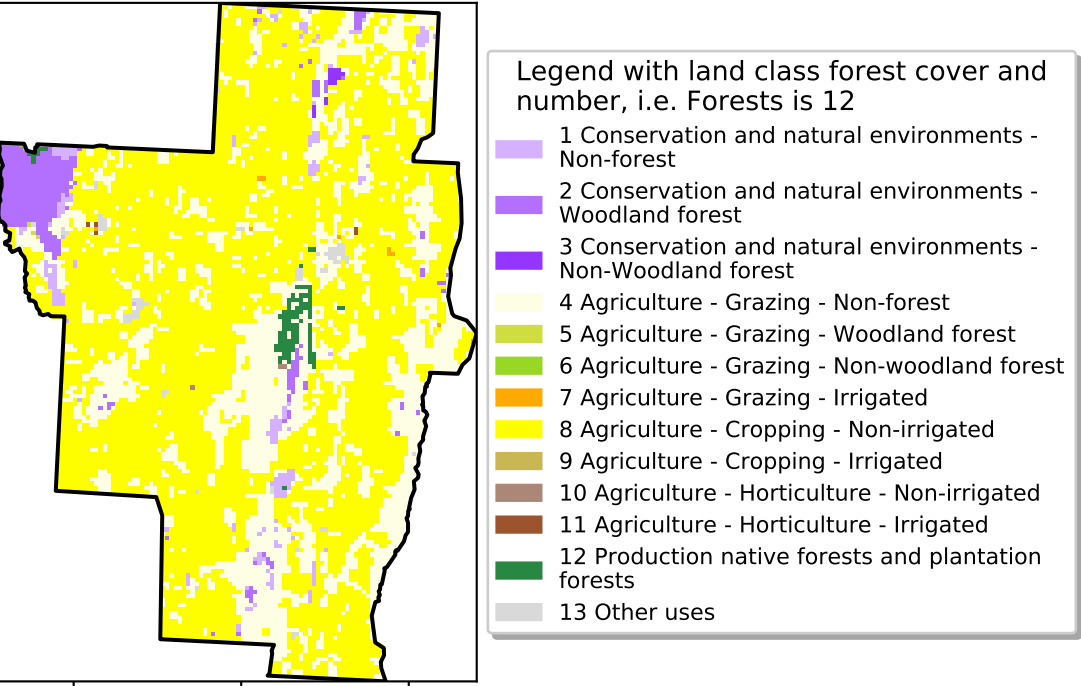 Legend with land class forest cover and
number, i.e. Forests is 12
1 Conservation and natural environments -
Non-forest
2 Conservation and natural environments -
Woodland forest
3 Conservation and natural environments -
Non-Woodland forest
4 Agriculture - Grazing - Non-forest
5 Agriculture - Grazing - Woodland forest
6 Agriculture - Grazing - Non-woodland forest
7 Agriculture - Grazing - Irrigated
8 Agriculture - Cropping - Non-irrigated
9 Agriculture - Cropping - Irrigated
10 Agriculture - Horticulture - Non-irrigated
11 Agriculture - Horticulture - Irrigated
12 Production native forests and plantation
forests
13 Other uses